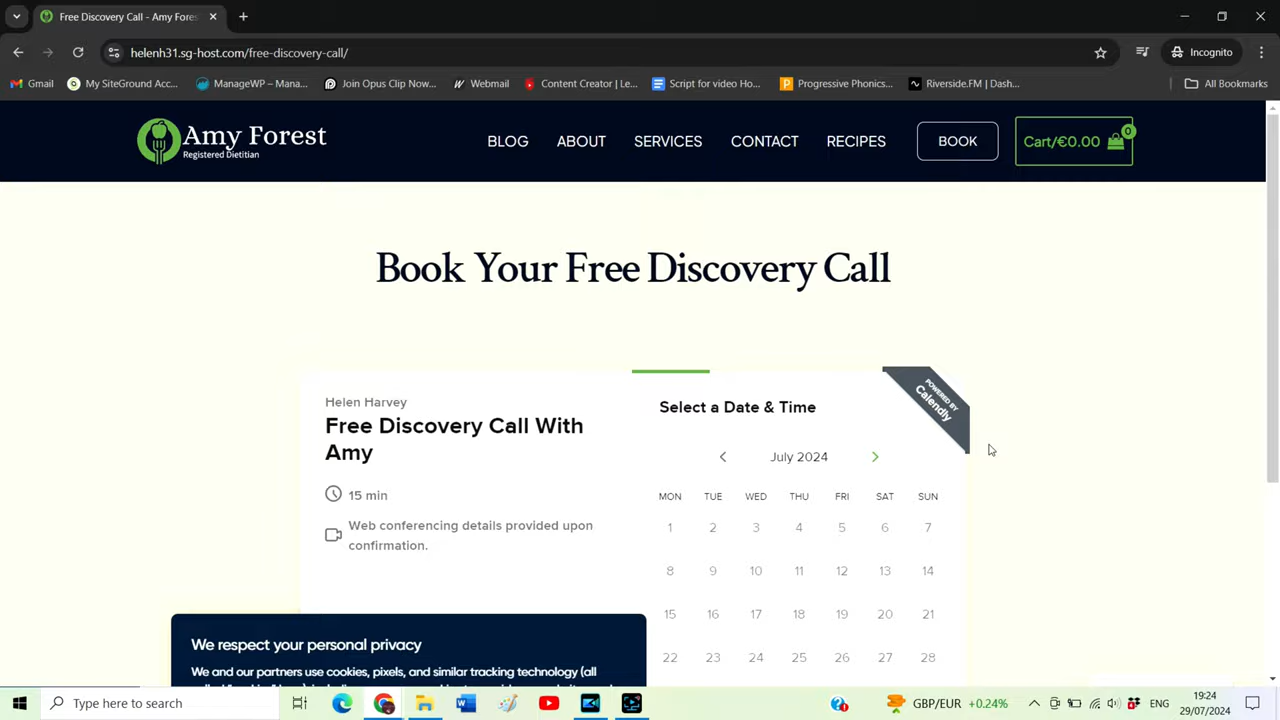 Free Discovery Call - Amy Fores
helenh31.sg-host.com/free-discovery-call/
Incognito
Gmail
My SiteGround Acc...
ManageWP – Mana...
Join Opus Clip Now...
Webmail
Content Creator | Le...
Script for video Ho...
Progressive Phonics...
Riverside.FM | Dash...
All Bookmarks
Amy Forest
Registered Dietitian
BLOG
ABOUT
SERVICES
CONTACT
RECIPES
BOOK
Cart/€0.00
0
Book Your Free Discovery Call
Helen Harvey
Free Discovery Call With
Amy
15 min
Web conferencing details provided upon
confirmation.
Select a Date & Time
POWERED BY
Calendly
July 2024
MON TUE WED THU FRI SAT SUN
1 2 3 4 5 6 7
8 9 10 11 12 13 14
15 16 17 18 19 20 21
22 23 24 25 26 27 28
We respect your personal privacy
We and our partners use cookies, pixels, and similar tracking technology (all
Type here to search
GBP/EUR +0.24%
ENG
19:24
29/07/2024